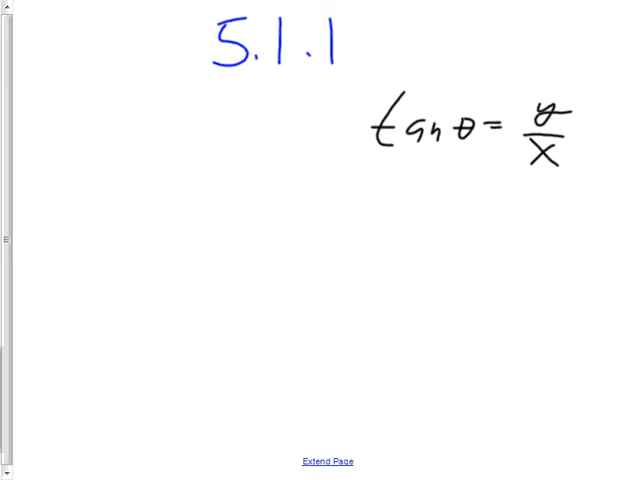 5.1.1
tan θ = y/x
Extend Page